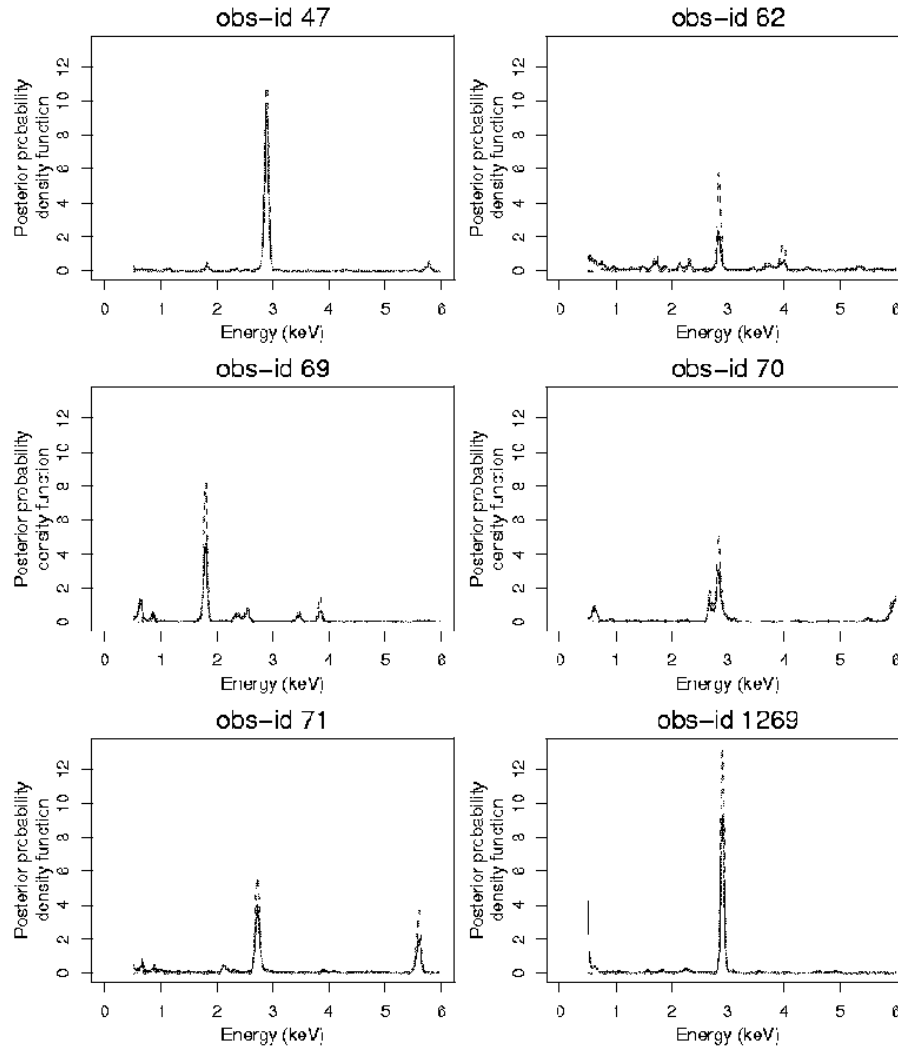 obs-id 47
Posterior probability
density function
0 2 4 6 8 10 12
0 1 2 3 4 5 6
Energy (keV)
obs-id 62
Posterior probability
density function
0 2 4 6 8 10 12
0 1 2 3 4 5 6
Energy (keV)
obs-id 69
Posterior probability
density function
0 2 4 6 8 10 12
0 1 2 3 4 5 6
Energy (keV)
obs-id 70
Posterior probability
density function
0 2 4 6 8 10 12
0 1 2 3 4 5 6
Energy (keV)
obs-id 71
Posterior probability
density function
0 2 4 6 8 10 12
0 1 2 3 4 5 6
Energy (keV)
obs-id 1269
Posterior probability
density function
0 2 4 6 8 10 12
0 1 2 3 4 5 6
Energy (keV)